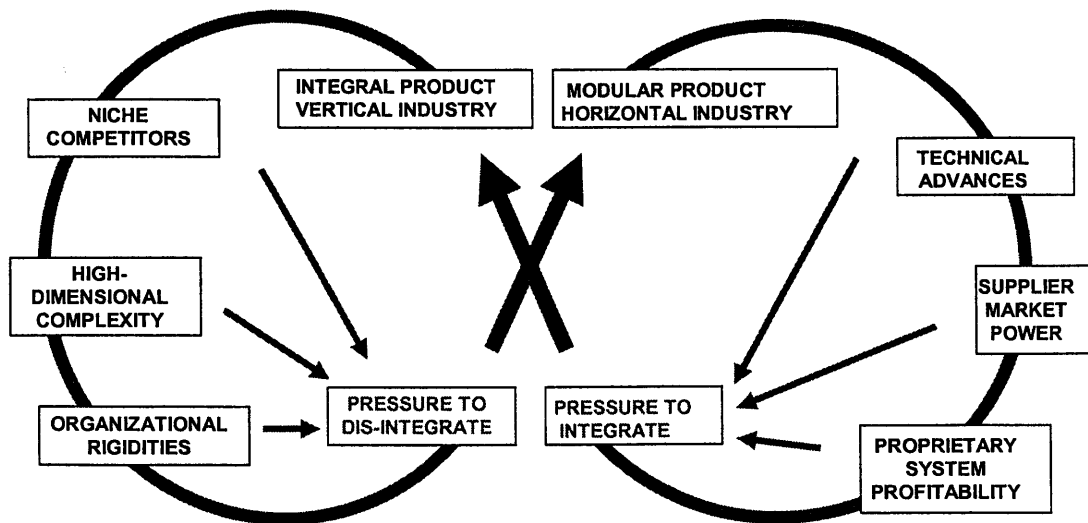 INTEGRAL PRODUCT
VERTICAL INDUSTRY
MODULAR PRODUCT
HORIZONTAL INDUSTRY
NICHE
COMPETITORS
TECHNICAL
ADVANCES
HIGH-
DIMENSIONAL
COMPLEXITY
SUPPLIER
MARKET
POWER
ORGANIZATIONAL
RIGIDITIES
PRESSURE TO
DIS-INTEGRATE
PRESSURE TO
INTEGRATE
PROPRIETARY
SYSTEM
PROFITABILITY